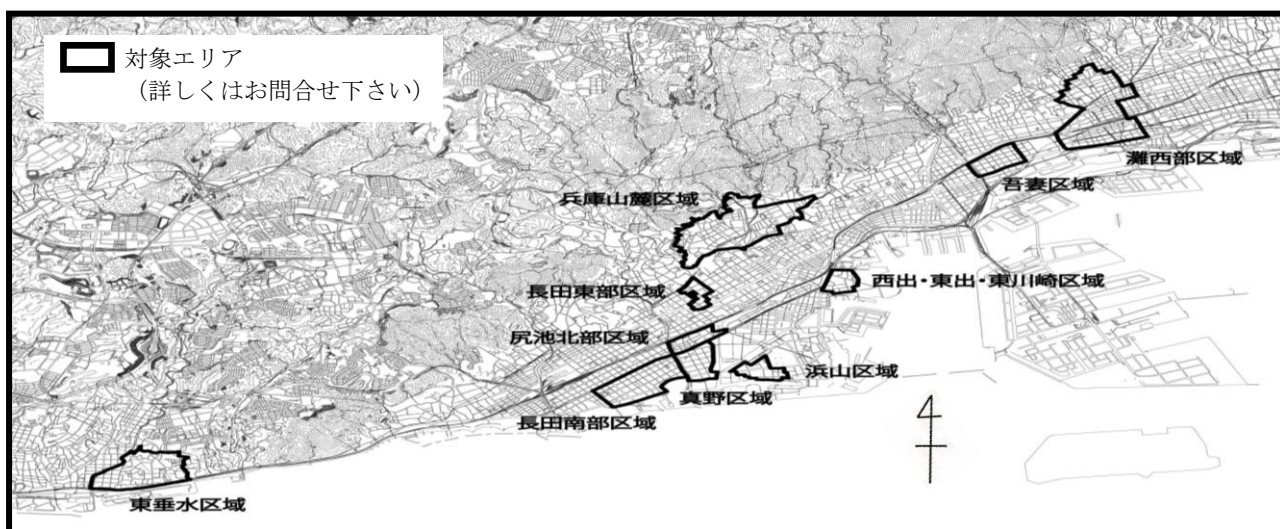 対象エリア
（詳しくはお問合せ下さい）
灘西部区域
吾妻区域
兵庫山麓区域
西出・東出・東川崎区域
長田東部区域
尻池北部区域
浜山区域
真野区域
長田南部区域
東垂水区域